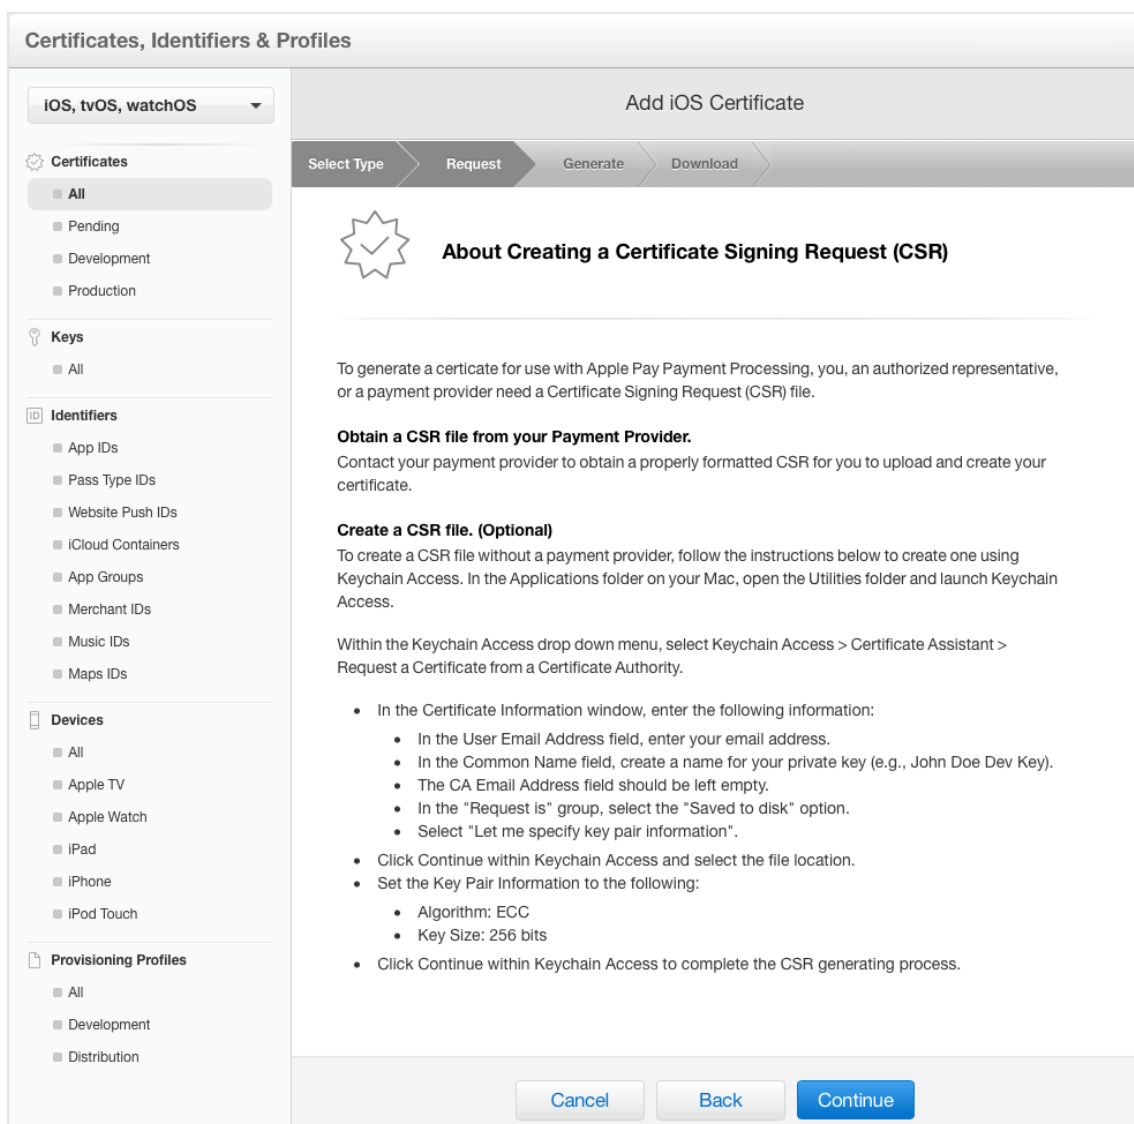 Certificates, Identifiers & Profiles
iOS, tvOS, watchOS
Certificates
All
Pending
Development
Production
Keys
All
ID Identifiers
App IDs
Pass Type IDs
Website Push IDs
iCloud Containers
App Groups
Merchant IDs
Music IDs
Maps IDs
Devices
All
Apple TV
Apple Watch
iPad
iPhone
iPod Touch
Provisioning Profiles
All
Development
Distribution
Add iOS Certificate
Select Type Request Generate Download
About Creating a Certificate Signing Request (CSR)
To generate a certicate for use with Apple Pay Payment Processing, you, an authorized representative,
or a payment provider need a Certificate Signing Request (CSR) file.
Obtain a CSR file from your Payment Provider.
Contact your payment provider to obtain a properly formatted CSR for you to upload and create your
certificate.
Create a CSR file. (Optional)
To create a CSR file without a payment provider, follow the instructions below to create one using
Keychain Access. In the Applications folder on your Mac, open the Utilities folder and launch Keychain
Access.
Within the Keychain Access drop down menu, select Keychain Access > Certificate Assistant >
Request a Certificate from a Certificate Authority.
• In the Certificate Information window, enter the following information:
• In the User Email Address field, enter your email address.
• In the Common Name field, create a name for your private key (e.g., John Doe Dev Key).
• The CA Email Address field should be left empty.
• In the "Request is" group, select the "Saved to disk" option.
• Select "Let me specify key pair information".
• Click Continue within Keychain Access and select the file location.
• Set the Key Pair Information to the following:
• Algorithm: ECC
• Key Size: 256 bits
• Click Continue within Keychain Access to complete the CSR generating process.
Cancel Back Continue